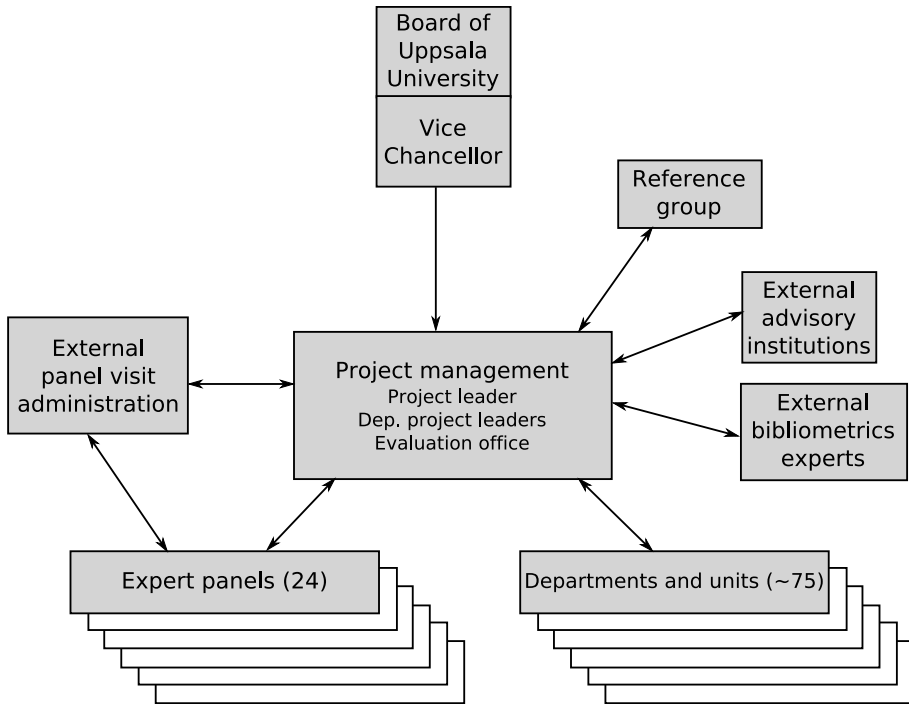 Board of
Uppsala
University
Vice
Chancellor
Reference
group
External
advisory
institutions
External
panel visit
administration
Project management
Project leader
Dep. project leaders
Evaluation office
External
bibliometrics
experts
Expert panels (24)
Departments and units (~75)